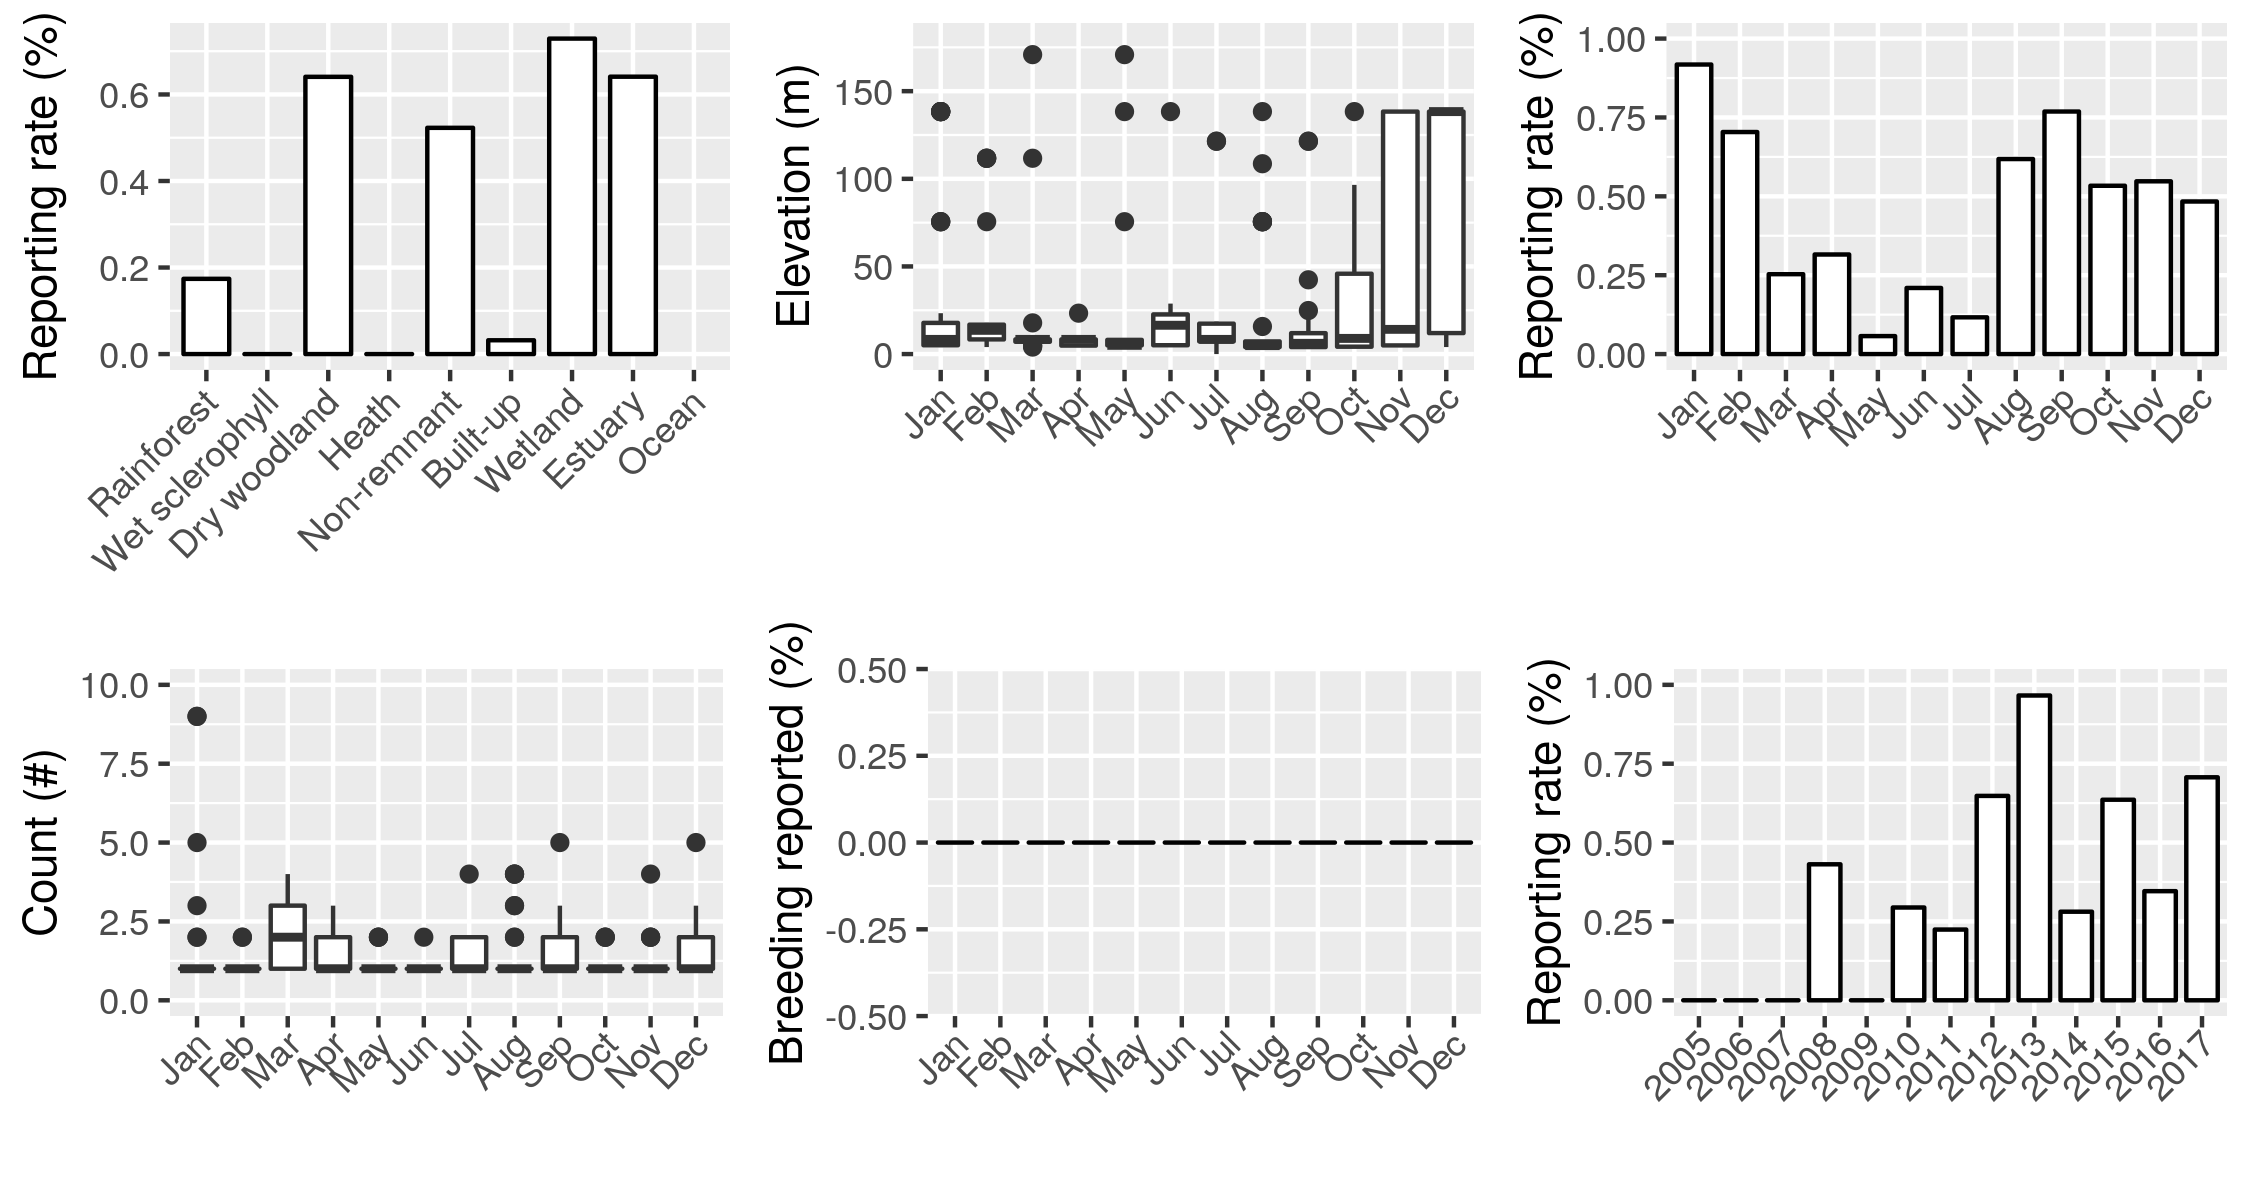 Reporting rate (%)
0.6
0.4
0.2
0.0
Rainforest
Wet sclerophyll
Dry woodland
Heath
Non-remnant
Built-up
Wetland
Estuary
Ocean
Elevation (m)
150
100
50
0
Jan
Feb
Mar
Apr
May
Jun
Jul
Aug
Sep
Oct
Nov
Dec
Reporting rate (%)
1.00
0.75
0.50
0.25
0.00
Jan
Feb
Mar
Apr
May
Jun
Jul
Aug
Sep
Oct
Nov
Dec
Count (#)
10.0
7.5
5.0
2.5
0.0
Jan
Feb
Mar
Apr
May
Jun
Jul
Aug
Sep
Oct
Nov
Dec
Breeding reported (%)
0.50
0.25
0.00
-0.25
-0.50
Jan
Feb
Mar
Apr
May
Jun
Jul
Aug
Sep
Oct
Nov
Dec
Reporting rate (%)
1.00
0.75
0.50
0.25
0.00
2005
2006
2007
2008
2009
2010
2011
2012
2013
2014
2015
2016
2017